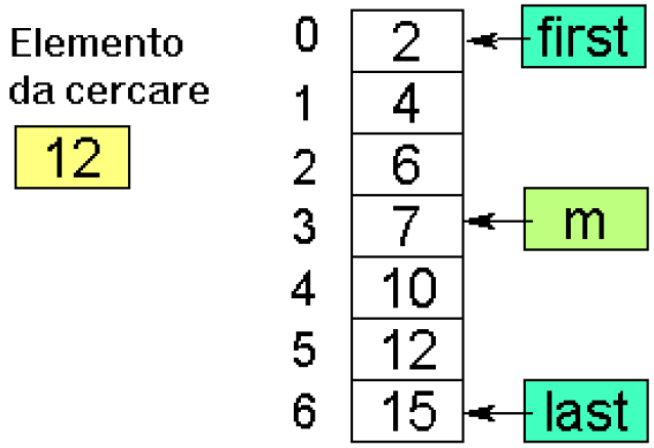 Elemento
da cercare
12
0 2 first
1 4
2 6
3 7 m
4 10
5 12
6 15 last